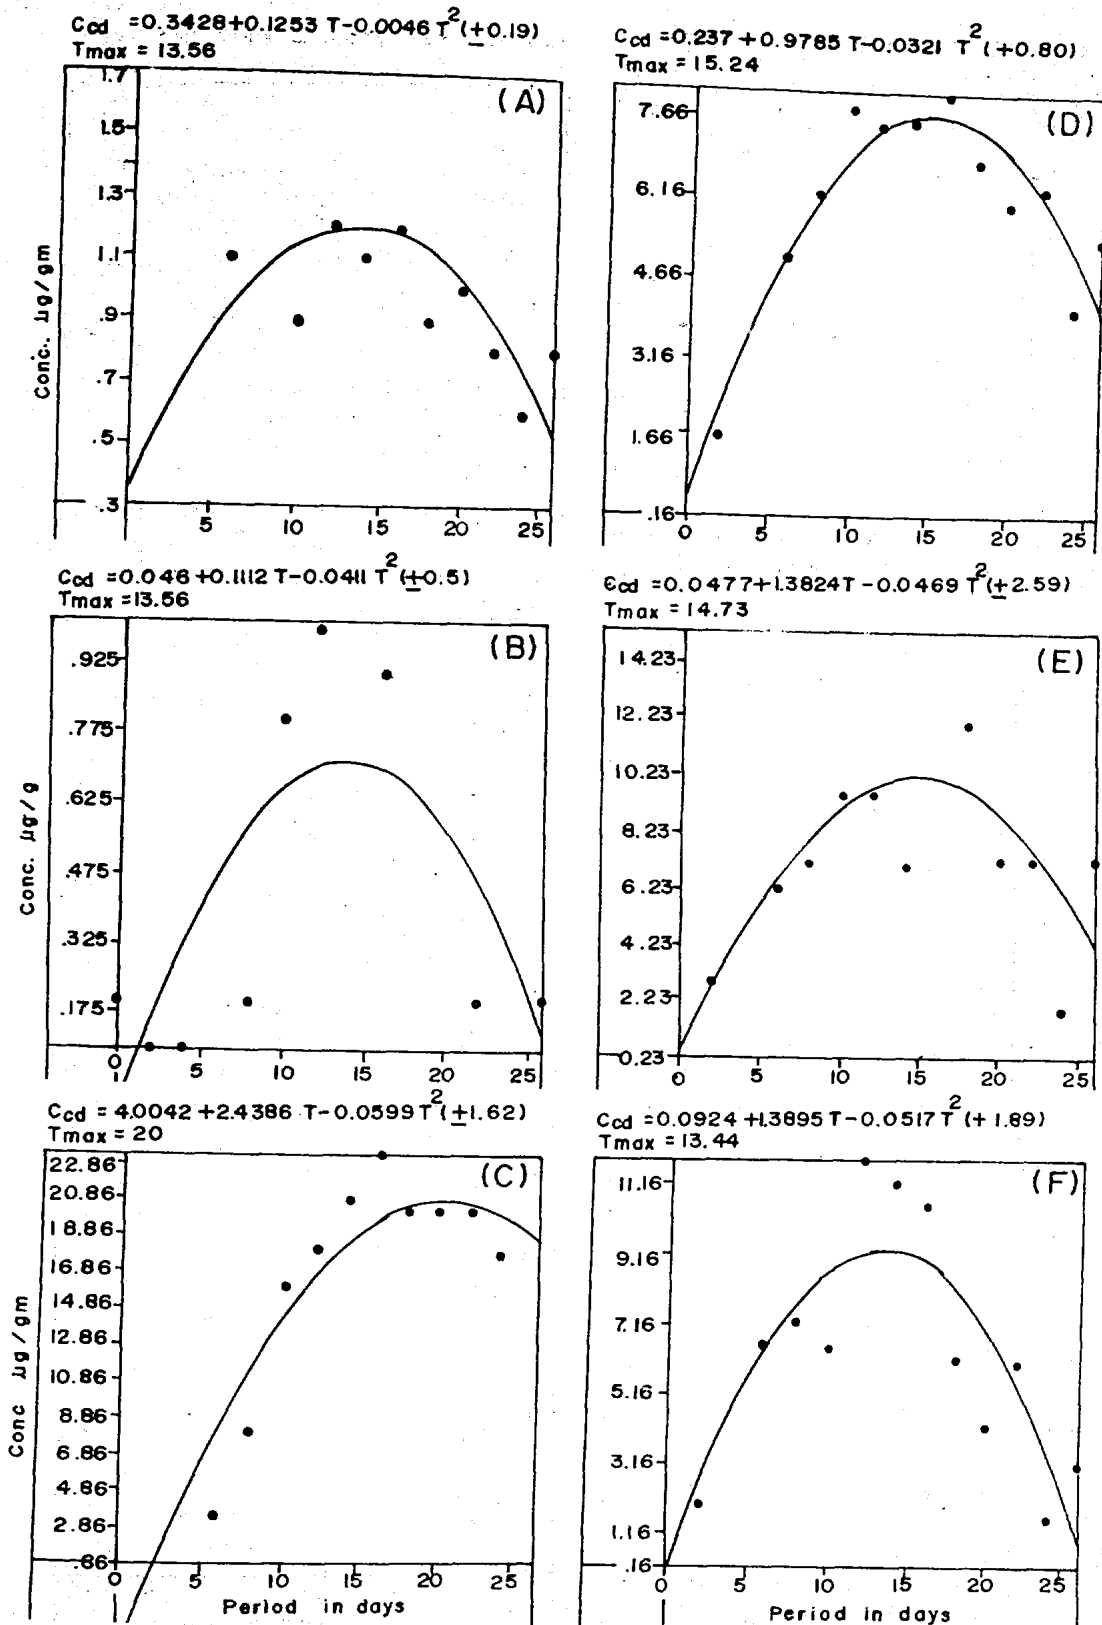 Ccd =0.3428+0.1253 T-0.0046 T² (±0.19)
Tmax = 13.56
(A)
1.7
1.5
1.3
1.1
.9
.7
.5
.3
Conc. µg/gm
5 10 15 20 25
Ccd =0.237+0.9785 T-0.0321 T² (+0.80)
Tmax =15.24
(D)
7.66
6.16
4.66
3.16
1.66
.16
0 5 10 15 20 25
Ccd =0.046+0.1112 T-0.0411 T² (±0.5)
Tmax =13.56
(B)
.925
.775
.625
.475
.325
.175
Conc. µg/g
0 5 10 15 20 25
Ccd =0.0477+1.3824T-0.0469 T² (±2.59)
Tmax =14.73
(E)
14.23
12.23
10.23
8.23
6.23
4.23
2.23
0.23
0 5 10 15 20 25
Ccd = 4.0042+2.4386 T-0.0599T² (±1.62)
Tmax = 20
(C)
22.86
20.86
18.86
16.86
14.86
12.86
10.86
8.86
6.86
4.86
2.86
.86
Conc µg/gm
0 5 10 15 20 25
Period in days
Ccd =0.0924+1.3895T-0.0517T² (+1.89)
Tmax =13.44
(F)
11.16
9.16
7.16
5.16
3.16
1.16
.16
0 5 10 15 20 25
Period in days